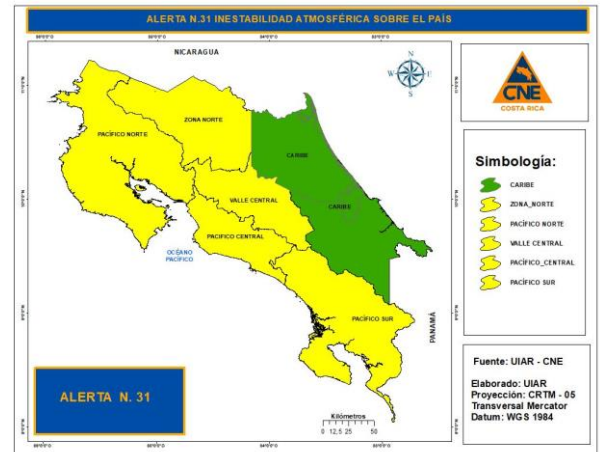 ALERTA N.31 INESTABILIDAD ATMOSFÉRICA SOBRE EL PAÍS
NICARAGUA
N
W E
S
CNE
COSTA RICA
ZONA NORTE
PACÍFICO NORTE
CARIBE
VALLE CENTRAL
CARIBE
PACIFICO CENTRAL
OCÉANO
PACÍFICO
PACÍFICO SUR
PANAMÁ
Simbología:
CARIBE
ZONA_NORTE
PACÍFICO NORTE
VALLE CENTRAL
PACÍFICO_CENTRAL
PACÍFICO SUR
ALERTA N. 31
Kilómetros
0 12,5 25 50
Fuente: UIAR - CNE
Elaborado: UIAR
Proyección: CRTM - 05
Transversal Mercator
Datum: WGS 1984